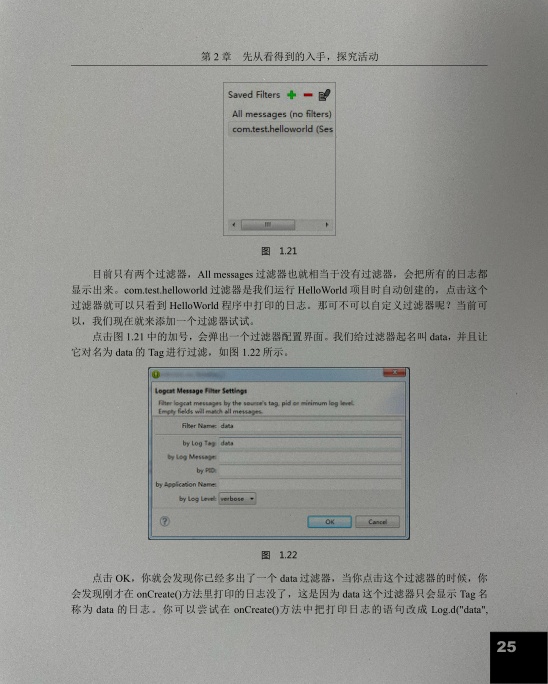 第 2 章　先从看得到的入手，探究活动
Saved Filters
All messages (no filters)
com.test.helloworld (Ses
图 1.21
目前只有两个过滤器，All messages 过滤器也就相当于没有过滤器，会把所有的日志都
显示出来。com.test.helloworld 过滤器是我们运行 HelloWorld 项目时自动创建的，点击这个
过滤器就可以只看到 HelloWorld 程序中打印的日志。那可不可以自定义过滤器呢？当然可
以，我们现在就来添加一个过滤器试试。
点击图 1.21 中的加号，会弹出一个过滤器配置界面。我们给过滤器起名叫 data，并且让
它对名为 data 的 Tag 进行过滤，如图 1.22 所示。
Logcat Message Filter Settings
Filter logcat messages by the source's tag, pid or minimum log level.
Empty fields will match all messages.
Filter Name: data
by Log Tag: data
by Log Message:
by PID:
by Application Name:
by Log Level: verbose
? OK Cancel
图 1.22
点击 OK，你就会发现你已经多出了一个 data 过滤器，当你点击这个过滤器的时候，你
会发现刚才在 onCreate()方法里打印的日志没了，这是因为 data 这个过滤器只会显示 Tag 名
称为 data 的日志。你可以尝试在 onCreate()方法中把打印日志的语句改成 Log.d("data",
25